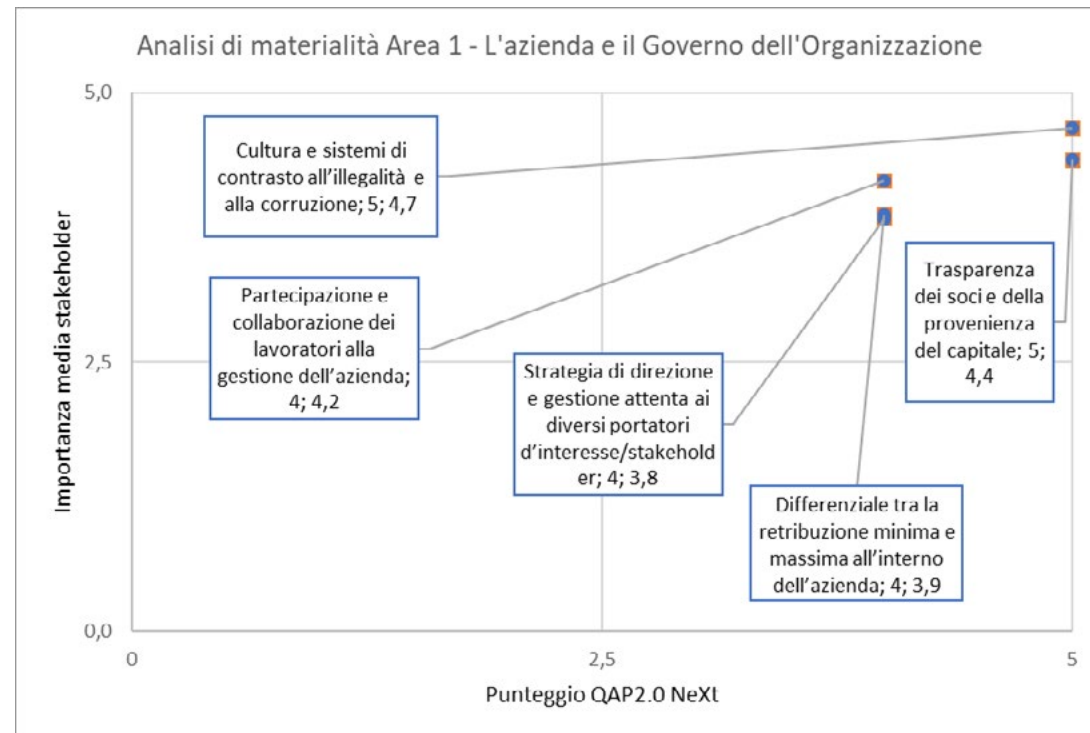 Analisi di materialità Area 1 - L'azienda e il Governo dell'Organizzazione
5,0
Cultura e sistemi di
contrasto all'illegalità e
alla corruzione; 5; 4,7
Partecipazione e
collaborazione dei
lavoratori alla
gestione dell'azienda;
4; 4,2
Trasparenza
dei soci e della
provenienza
del capitale; 5;
4,4
Strategia di direzione
e gestione attenta ai
diversi portatori
d'interesse/stakehold
er; 4; 3,8
Differenziale tra la
retribuzione minima e
massima all'interno
dell'azienda; 4; 3,9
Importanza media stakeholder
2,5
0,0
0
2,5
5
Punteggio QAP2.0 NeXt